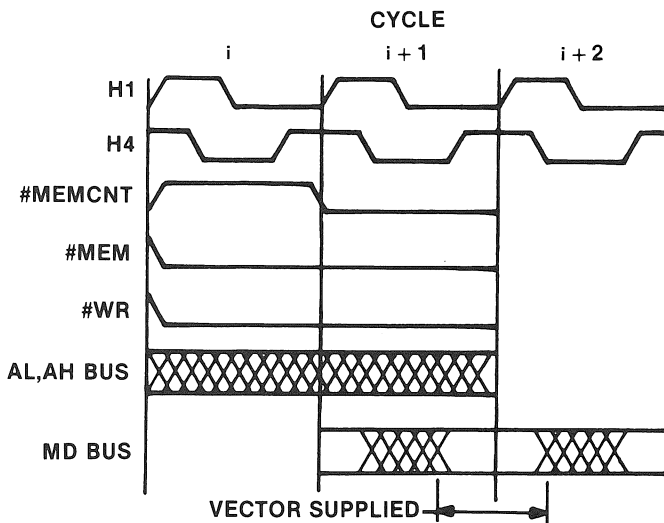 CYCLE
i i + 1 i + 2
H1
H4
#MEMCNT
#MEM
#WR
AL,AH BUS
MD BUS
VECTOR SUPPLIED